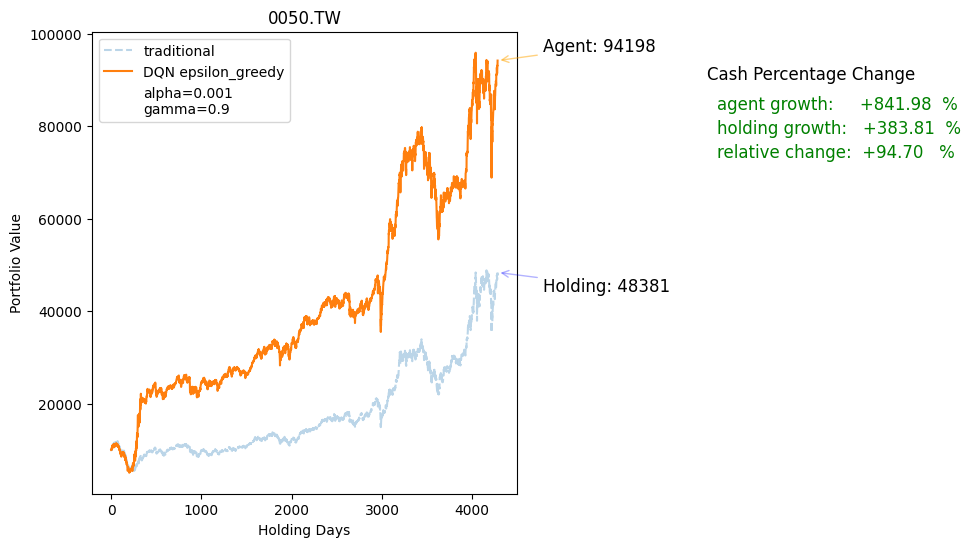 0050.TW
100000
80000
60000
40000
20000
Portfolio Value
0
1000
2000
3000
4000
Holding Days
traditional
DQN epsilon_greedy
alpha=0.001
gamma=0.9
Agent: 94198
Holding: 48381
Cash Percentage Change
agent growth: +841.98 %
holding growth: +383.81 %
relative change: +94.70 %